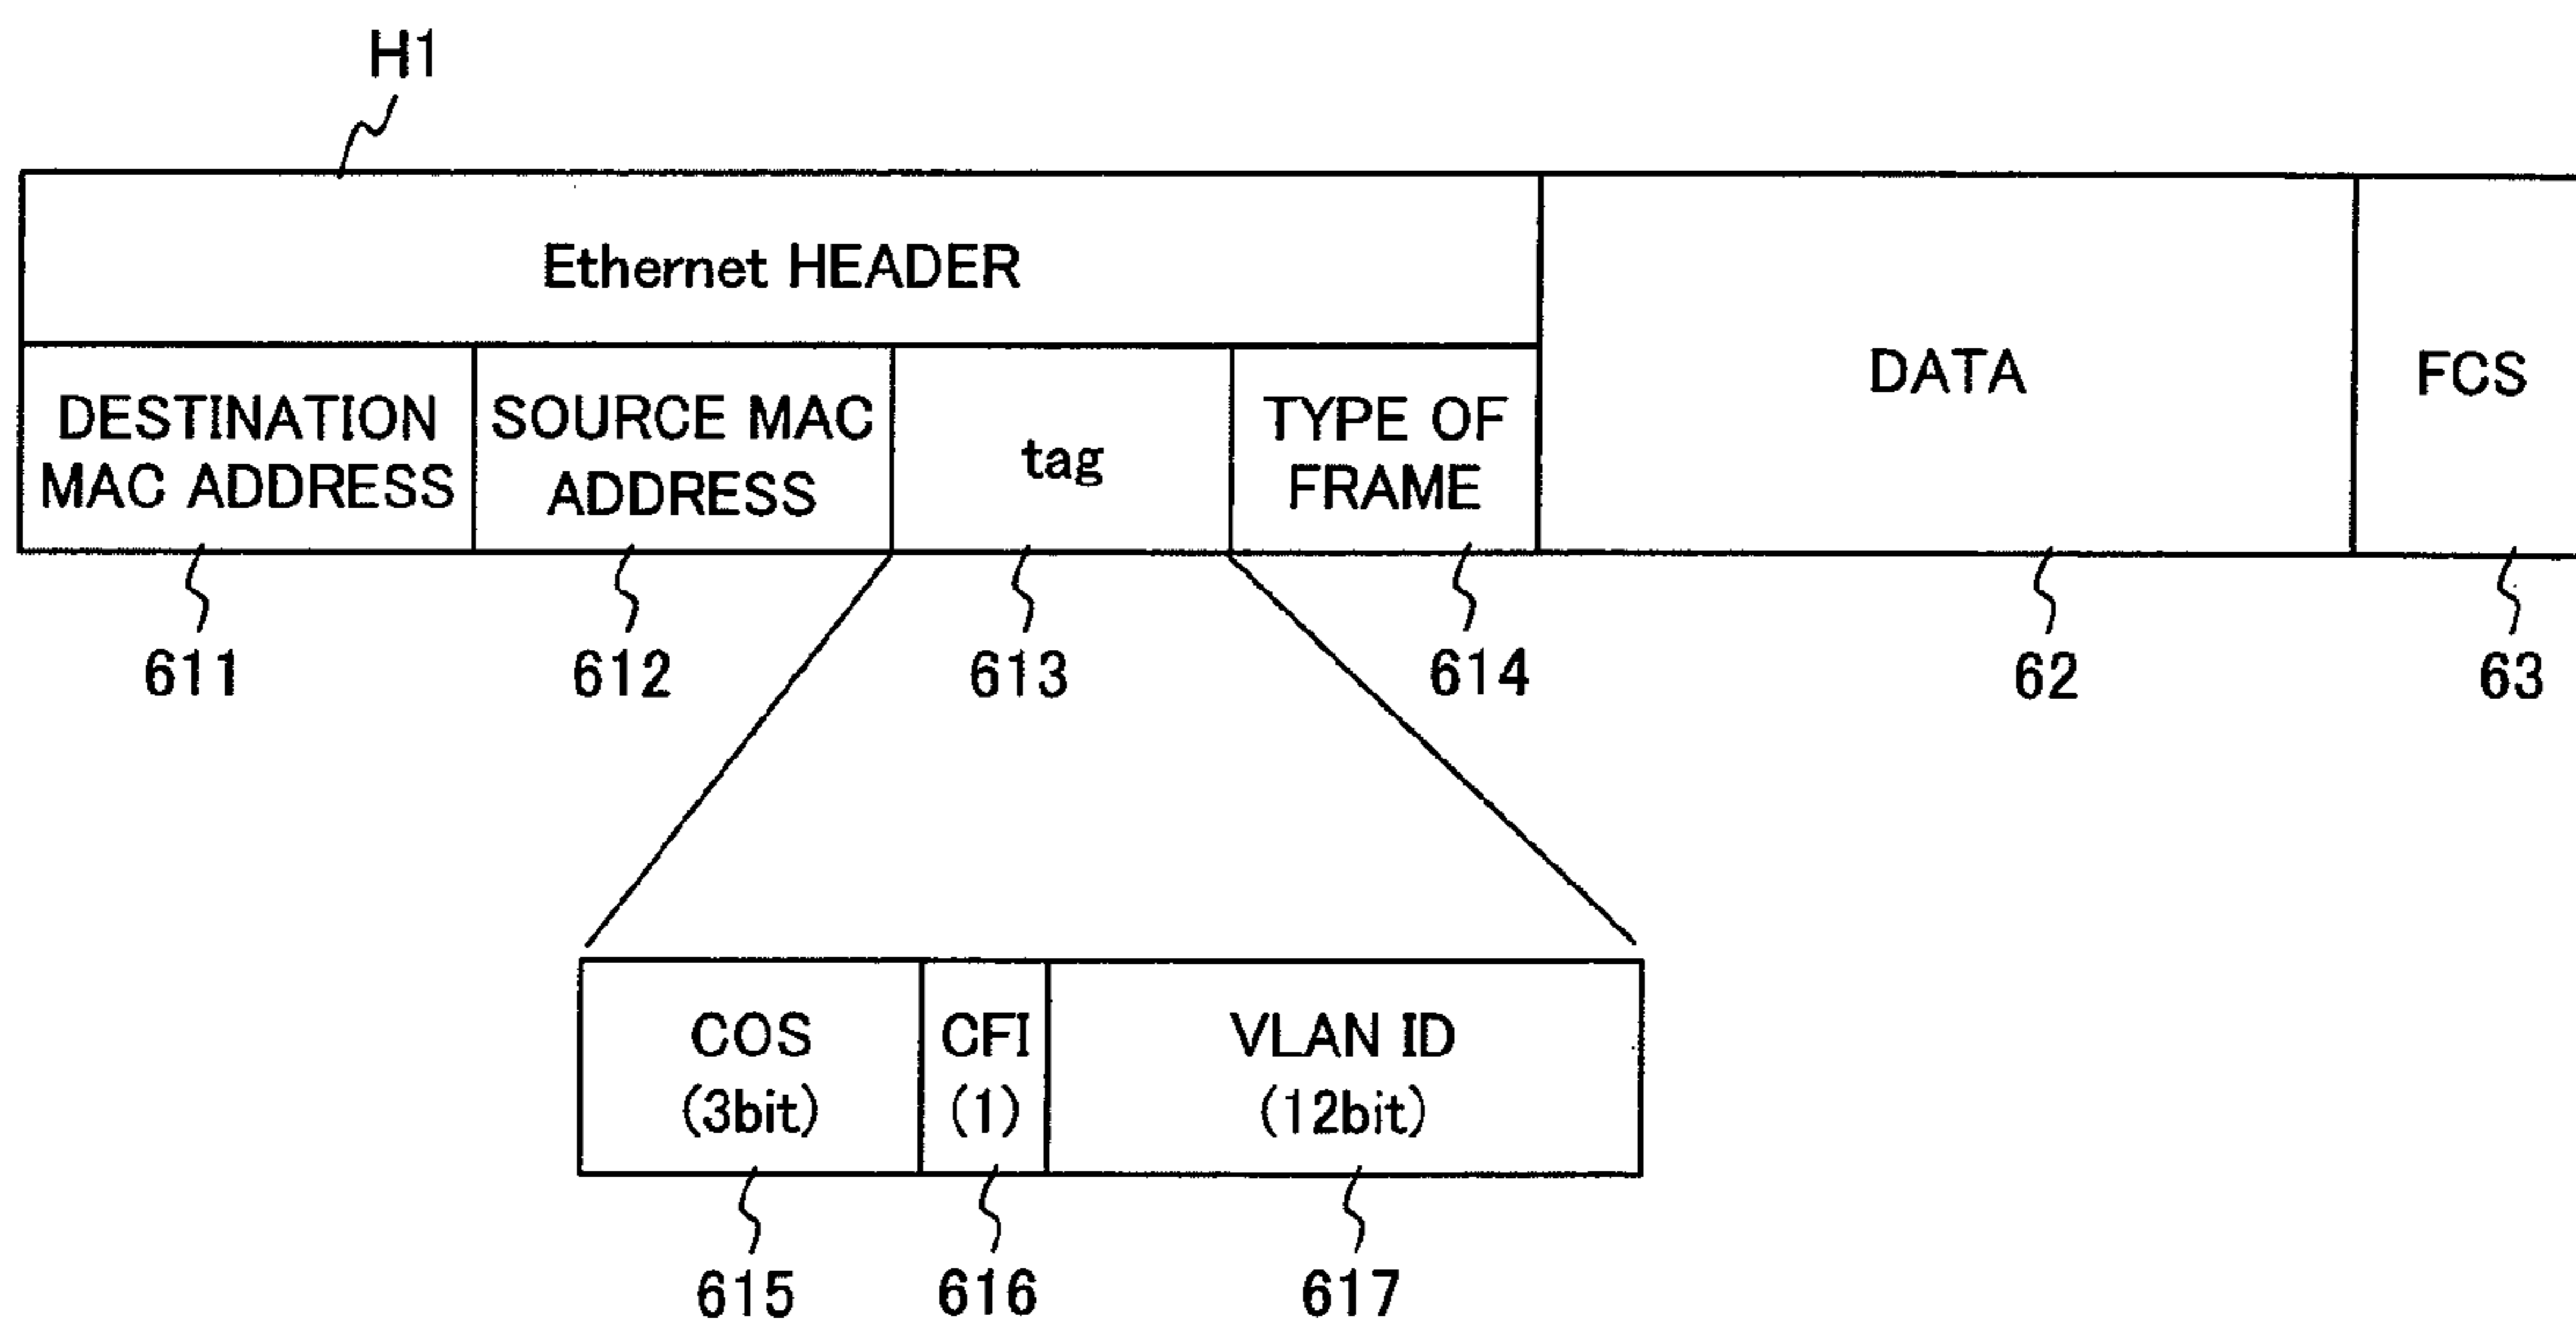 H1
Ethernet HEADER
DESTINATION
MAC ADDRESS
SOURCE MAC
ADDRESS
tag
TYPE OF
FRAME
DATA
FCS
611
612
613
614
62
63
COS
(3bit)
CFI
(1)
VLAN ID
(12bit)
615
616
617